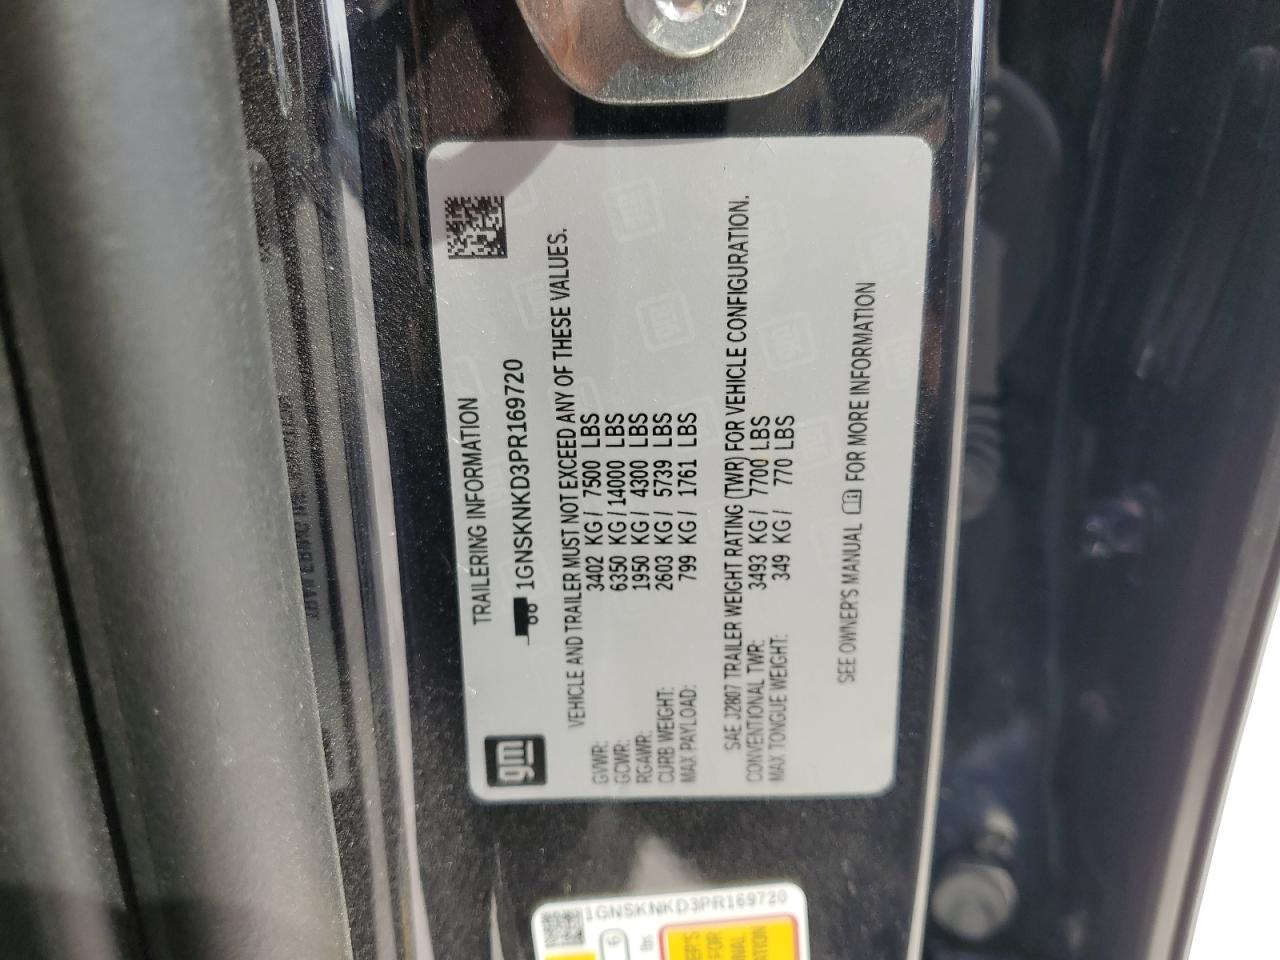 TRAILERING INFORMATION
gm
1GNSKNKD3PR169720
VEHICLE AND TRAILER MUST NOT EXCEED ANY OF THESE VALUES.
GVWR: 3402 KG / 7500 LBS
GCWR: 6350 KG / 14000 LBS
RGAWR: 1950 KG / 4300 LBS
CURB WEIGHT: 2603 KG / 5739 LBS
MAX PAYLOAD: 799 KG / 1761 LBS
SAE J2807 TRAILER WEIGHT RATING (TWR) FOR VEHICLE CONFIGURATION.
CONVENTIONAL TWR: 3493 KG / 7700 LBS
MAX TONGUE WEIGHT: 349 KG / 770 LBS
SEE OWNER'S MANUAL FOR MORE INFORMATION
1GNSKNKD3PR169720